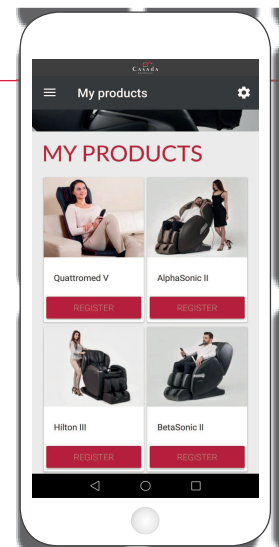 CASADA
My products
MY PRODUCTS
Quattromed V
AlphaSonic II
REGISTER
REGISTER
Hilton III
BetaSonic II
REGISTER
REGISTER